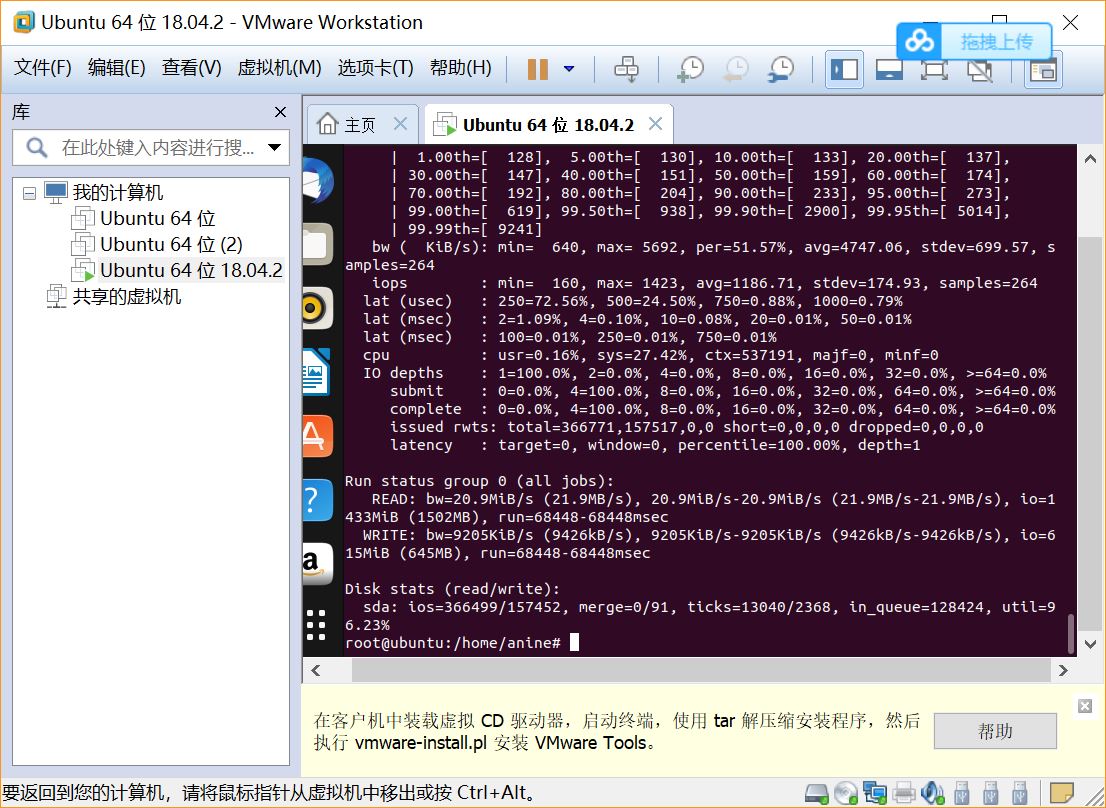 Ubuntu 64 位 18.04.2 - VMware Workstation
拖拽上传
文件(F) 编辑(E) 查看(V) 虚拟机(M) 选项卡(T) 帮助(H)
库
在此处键入内容进行搜...
我的计算机
Ubuntu 64 位
Ubuntu 64 位 (2)
Ubuntu 64 位 18.04.2
共享的虚拟机
主页
Ubuntu 64 位 18.04.2
| 1.00th=[ 128], 5.00th=[ 130], 10.00th=[ 133], 20.00th=[ 137],
| 30.00th=[ 147], 40.00th=[ 151], 50.00th=[ 159], 60.00th=[ 174],
| 70.00th=[ 192], 80.00th=[ 204], 90.00th=[ 233], 95.00th=[ 273],
| 99.00th=[ 619], 99.50th=[ 938], 99.90th=[ 2900], 99.95th=[ 5014],
| 99.99th=[ 9241]
bw ( KiB/s): min= 640, max= 5692, per=51.57%, avg=4747.06, stdev=699.57, s
amples=264
iops : min= 160, max= 1423, avg=1186.71, stdev=174.93, samples=264
lat (usec) : 250=72.56%, 500=24.50%, 750=0.88%, 1000=0.79%
lat (msec) : 2=1.09%, 4=0.10%, 10=0.08%, 20=0.01%, 50=0.01%
lat (msec) : 100=0.01%, 250=0.01%, 750=0.01%
cpu : usr=0.16%, sys=27.42%, ctx=537191, majf=0, minf=0
IO depths : 1=100.0%, 2=0.0%, 4=0.0%, 8=0.0%, 16=0.0%, 32=0.0%, >=64=0.0%
submit : 0=0.0%, 4=100.0%, 8=0.0%, 16=0.0%, 32=0.0%, 64=0.0%, >=64=0.0%
complete : 0=0.0%, 4=100.0%, 8=0.0%, 16=0.0%, 32=0.0%, 64=0.0%, >=64=0.0%
issued rwts: total=366771,157517,0,0 short=0,0,0,0 dropped=0,0,0,0
latency : target=0, window=0, percentile=100.00%, depth=1
Run status group 0 (all jobs):
READ: bw=20.9MiB/s (21.9MB/s), 20.9MiB/s-20.9MiB/s (21.9MB/s-21.9MB/s), io=1
433MiB (1502MB), run=68448-68448msec
WRITE: bw=9205KiB/s (9426kB/s), 9205KiB/s-9205KiB/s (9426kB/s-9426kB/s), io=6
15MiB (645MB), run=68448-68448msec
Disk stats (read/write):
sda: ios=366499/157452, merge=0/91, ticks=13040/2368, in_queue=128424, util=9
6.23%
root@ubuntu:/home/anine#
在客户机中装载虚拟 CD 驱动器，启动终端，使用 tar 解压缩安装程序，然后
执行 vmware-install.pl 安装 VMware Tools。
帮助
要返回到您的计算机，请将鼠标指针从虚拟机中移出或按 Ctrl+Alt。